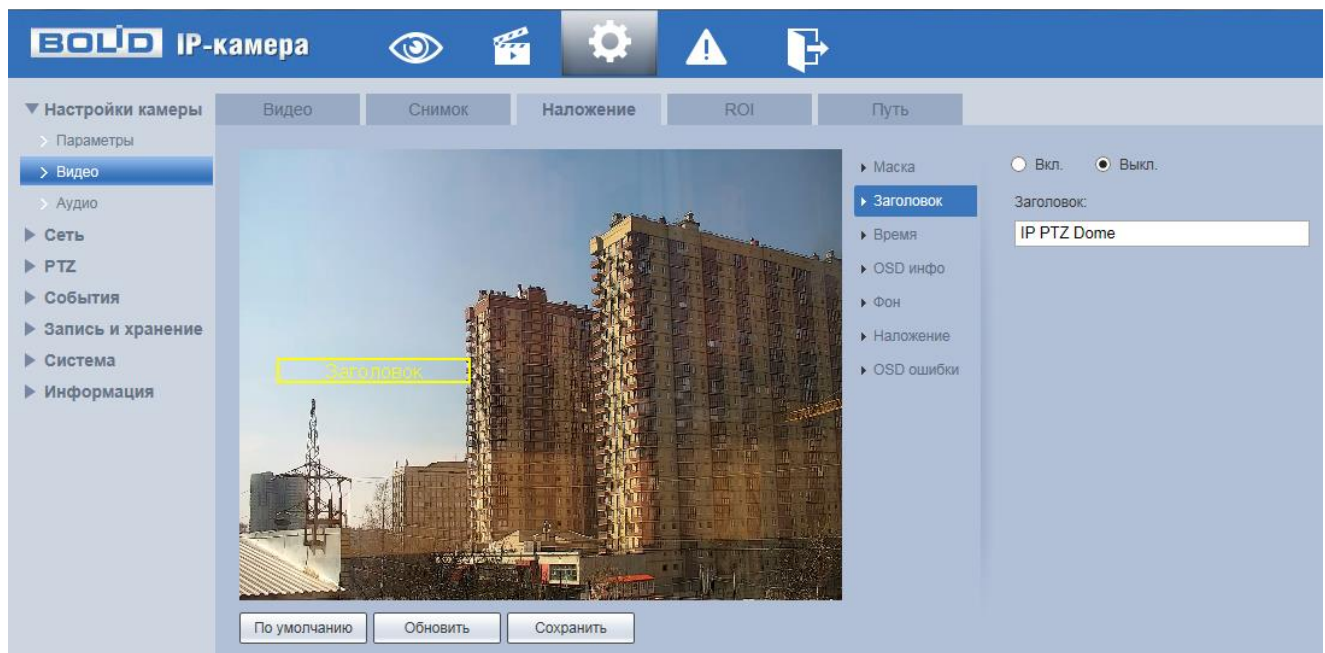 BOLID IP-камера
Настройки камеры
Параметры
Видео
Аудио
Сеть
PTZ
События
Запись и хранение
Система
Информация
Видео Снимок Наложение ROI Путь
Заголовок
Маска
Заголовок
Время
OSD инфо
Фон
Наложение
OSD ошибки
Вкл. Выкл.
Заголовок:
IP PTZ Dome
По умолчанию Обновить Сохранить